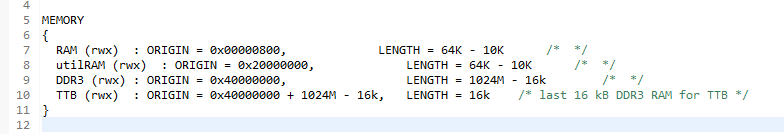 4
5 MEMORY
6 {
7 RAM (rwx) : ORIGIN = 0x00000800, LENGTH = 64K - 10K /* */
8 utilRAM (rwx) : ORIGIN = 0x20000000, LENGTH = 64K - 10K /* */
9 DDR3 (rwx) : ORIGIN = 0x40000000, LENGTH = 1024M - 16k /* */
10 TTB (rwx) : ORIGIN = 0x40000000 + 1024M - 16k, LENGTH = 16k /* last 16 kB DDR3 RAM for TTB */
11 }
12